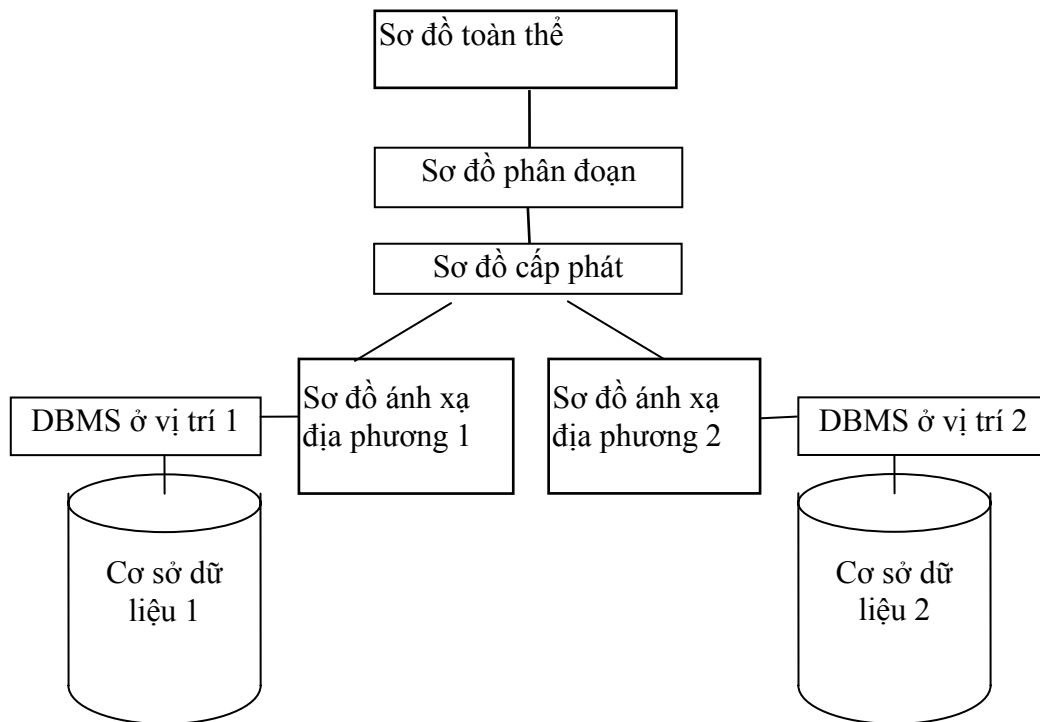 Sơ đồ toàn thể
Sơ đồ phân đoạn
Sơ đồ cấp phát
Sơ đồ ánh xạ
địa phương 1
Sơ đồ ánh xạ
địa phương 2
DBMS ở vị trí 1
DBMS ở vị trí 2
Cơ sở dữ
liệu 1
Cơ sở dữ
liệu 2